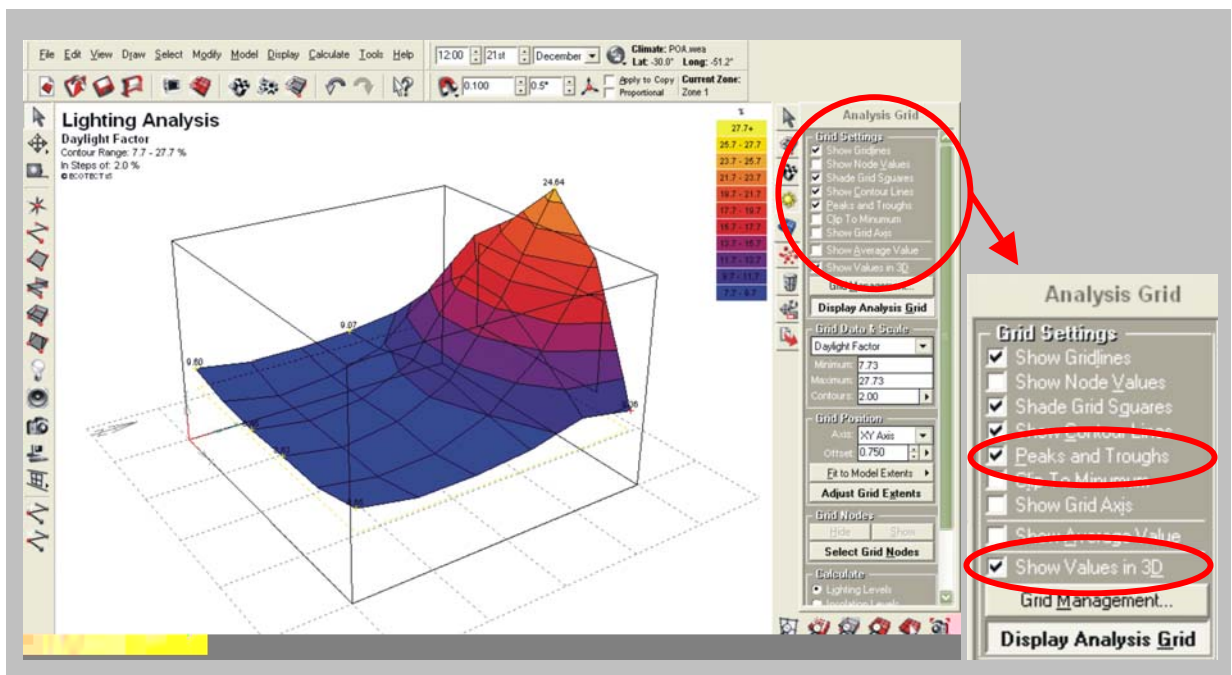 File Edit View Draw Select Modify Model Display Calculate Tools Help
12:00 21st December
Climate: POA.wea
Lat: -30.0° Long: -51.2°
0.100 0.5°
Apply to Copy
Proportional
Current Zone:
Zone 1
Lighting Analysis
Daylight Factor
Contour Range: 7.7 - 27.7 %
In Steps of: 2.0 %
© ECOTECT v5
%
27.7+
25.7 - 27.7
23.7 - 25.7
21.7 - 23.7
19.7 - 21.7
17.7 - 19.7
15.7 - 17.7
13.7 - 15.7
11.7 - 13.7
9.7 - 11.7
7.7 - 9.7
24.64
9.07
9.60
Analysis Grid
Grid Settings
Show Gridlines
Show Node Values
Shade Grid Squares
Show Contour Lines
Peaks and Troughs
Clip To Minumum
Show Grid Axis
Show Average Value
Show Values in 3D
Grid Management...
Display Analysis Grid
Grid Data & Scale
Daylight Factor
Minimum: 7.73
Maximum: 27.73
Contours: 2.00
Grid Position
Axis: XY Axis
Offset: 0.750
Fit to Model Extents
Adjust Grid Extents
Grid Nodes
Hide Show
Select Grid Nodes
Calculate
Lighting Levels
Insolation Levels
Analysis Grid
Grid Settings
Show Gridlines
Show Node Values
Shade Grid Squares
Show Contour Lines
Peaks and Troughs
Clip To Minumum
Show Grid Axis
Show Average Value
Show Values in 3D
Grid Management...
Display Analysis Grid